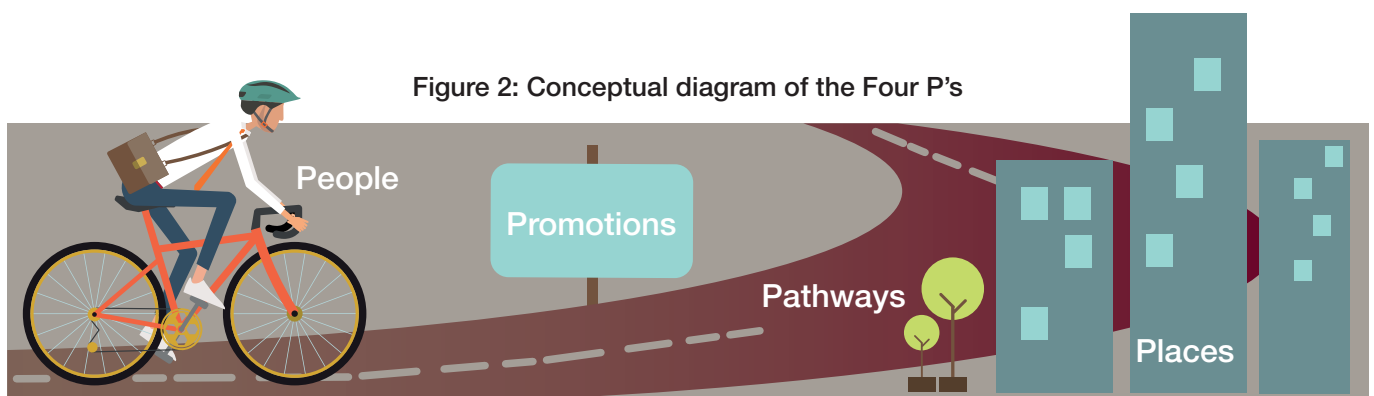 Figure 2: Conceptual diagram of the Four P's
People
Promotions
Pathways
Places